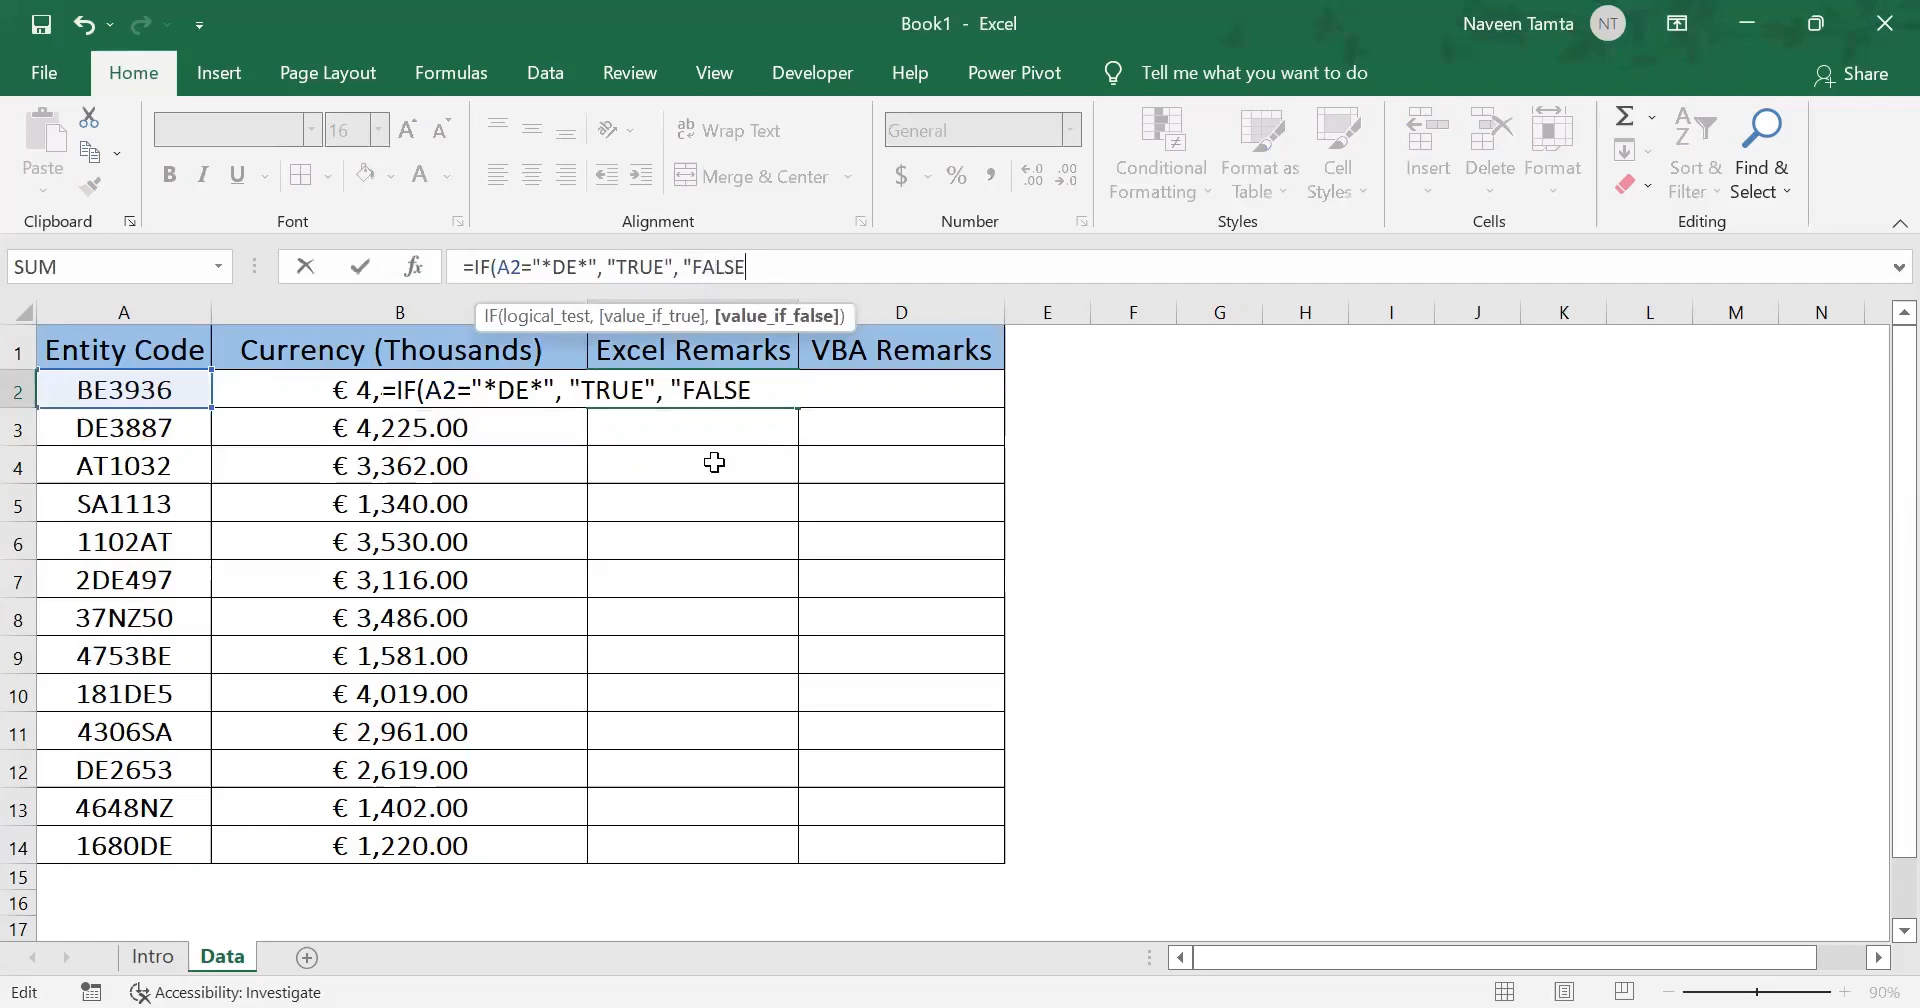 Book1 - Excel
Naveen Tamta NT
File Home Insert Page Layout Formulas Data Review View Developer Help Power Pivot Tell me what you want to do Share
16
General
Wrap Text
Paste
Merge & Center
Conditional Formatting
Format as Table
Cell Styles
Insert Delete Format
Sort & Filter
Find & Select
Clipboard Font Alignment Number Styles Cells Editing
SUM fx =IF(A2="*DE*", "TRUE", "FALSE
IF(logical_test, [value_if_true], [value_if_false])
A B C D E F G H I J K L M N
1 Entity Code Currency (Thousands) Excel Remarks VBA Remarks
2 BE3936 € 4, =IF(A2="*DE*", "TRUE", "FALSE
3 DE3887 € 4,225.00
4 AT1032 € 3,362.00
5 SA1113 € 1,340.00
6 1102AT € 3,530.00
7 2DE497 € 3,116.00
8 37NZ50 € 3,486.00
9 4753BE € 1,581.00
10 181DE5 € 4,019.00
11 4306SA € 2,961.00
12 DE2653 € 2,619.00
13 4648NZ € 1,402.00
14 1680DE € 1,220.00
15
16
17
Intro Data
Edit Accessibility: Investigate 90%